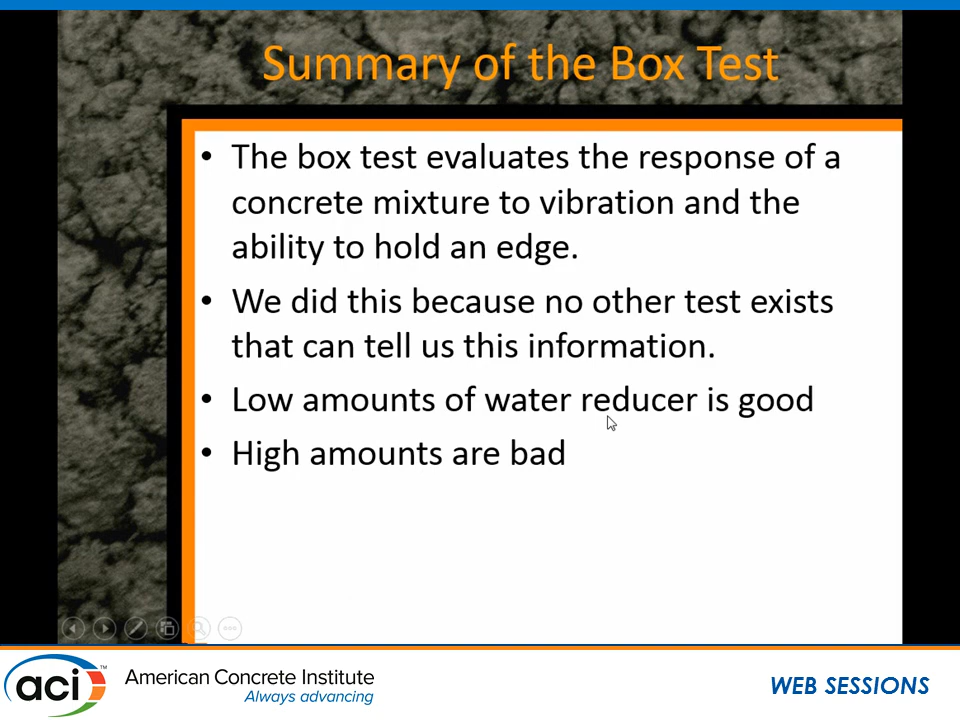 Summary of the Box Test
• The box test evaluates the response of a
concrete mixture to vibration and the
ability to hold an edge.
• We did this because no other test exists
that can tell us this information.
• Low amounts of water reducer is good
• High amounts are bad
aci™
American Concrete Institute
Always advancing
WEB SESSIONS